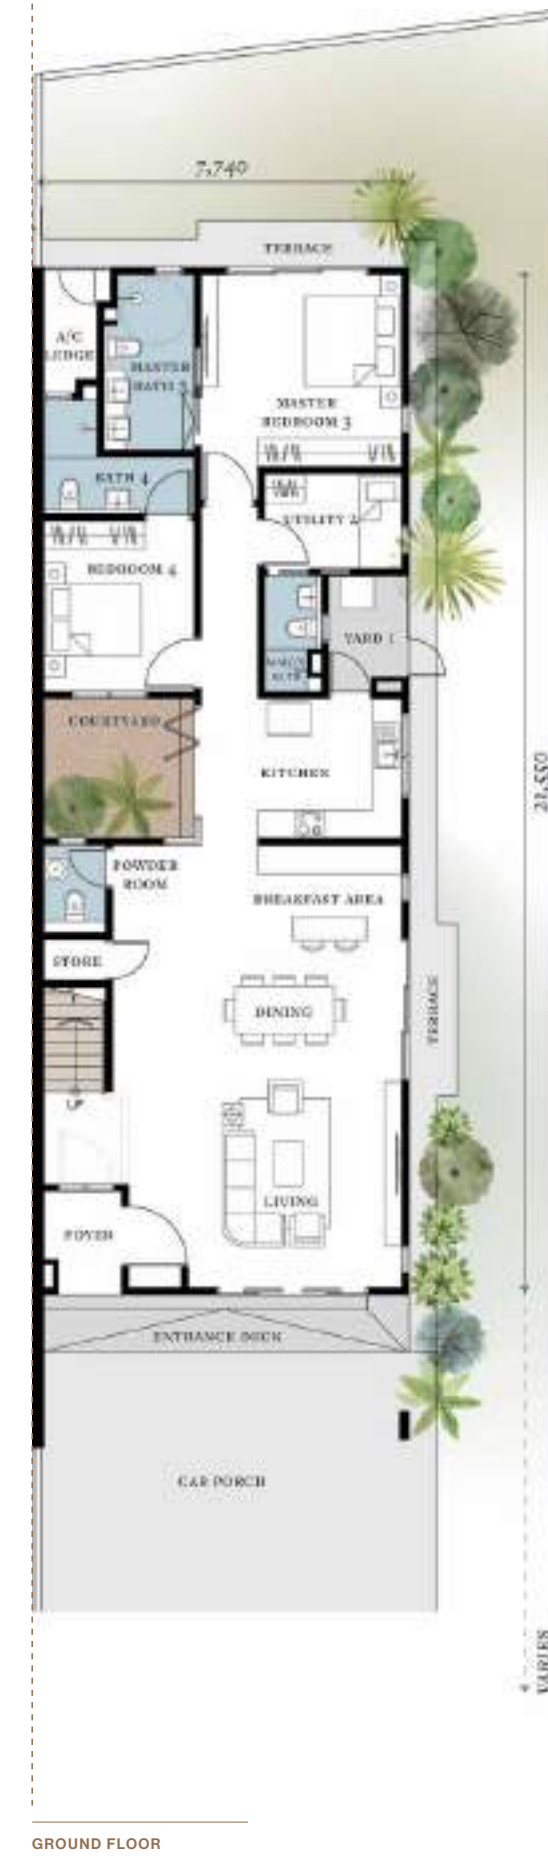 7,740
TERRACE
A/C
LEDGE
MASTER
BATH 3
MASTER
BEDROOM 3
BATH 4
UTILITY 2
BEDROOM 4
YARD 1
COURTYARD
KITCHEN
21,550
POWDER
ROOM
BREAKFAST AREA
STORE
DINING
TERRACE
UP
LIVING
FOYER
ENTRANCE DECK
CAR PORCH
VARIES
GROUND FLOOR